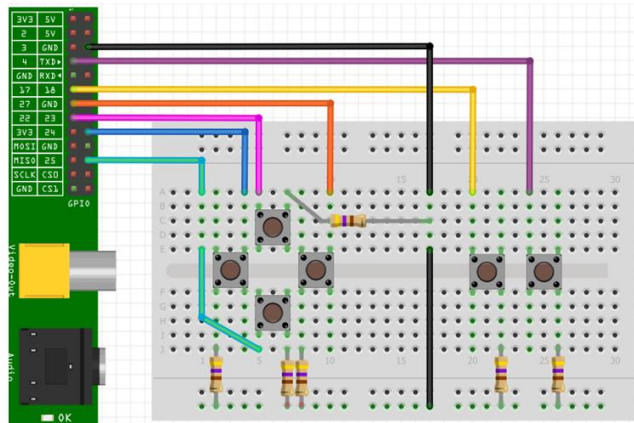 3V3 5V
2 5V
3 GND
4 TXD▸
GND RXD◂
17 18
27 GND
22 23
3V3 24
MOSI GND
MISO 25
SCLK CS0
GND CS1
GPIO
15 20 25 30
A
B
C
D
E
Video-Out
F
G
H
I
J
1 5 10 15 20 25 30
Audio
OK